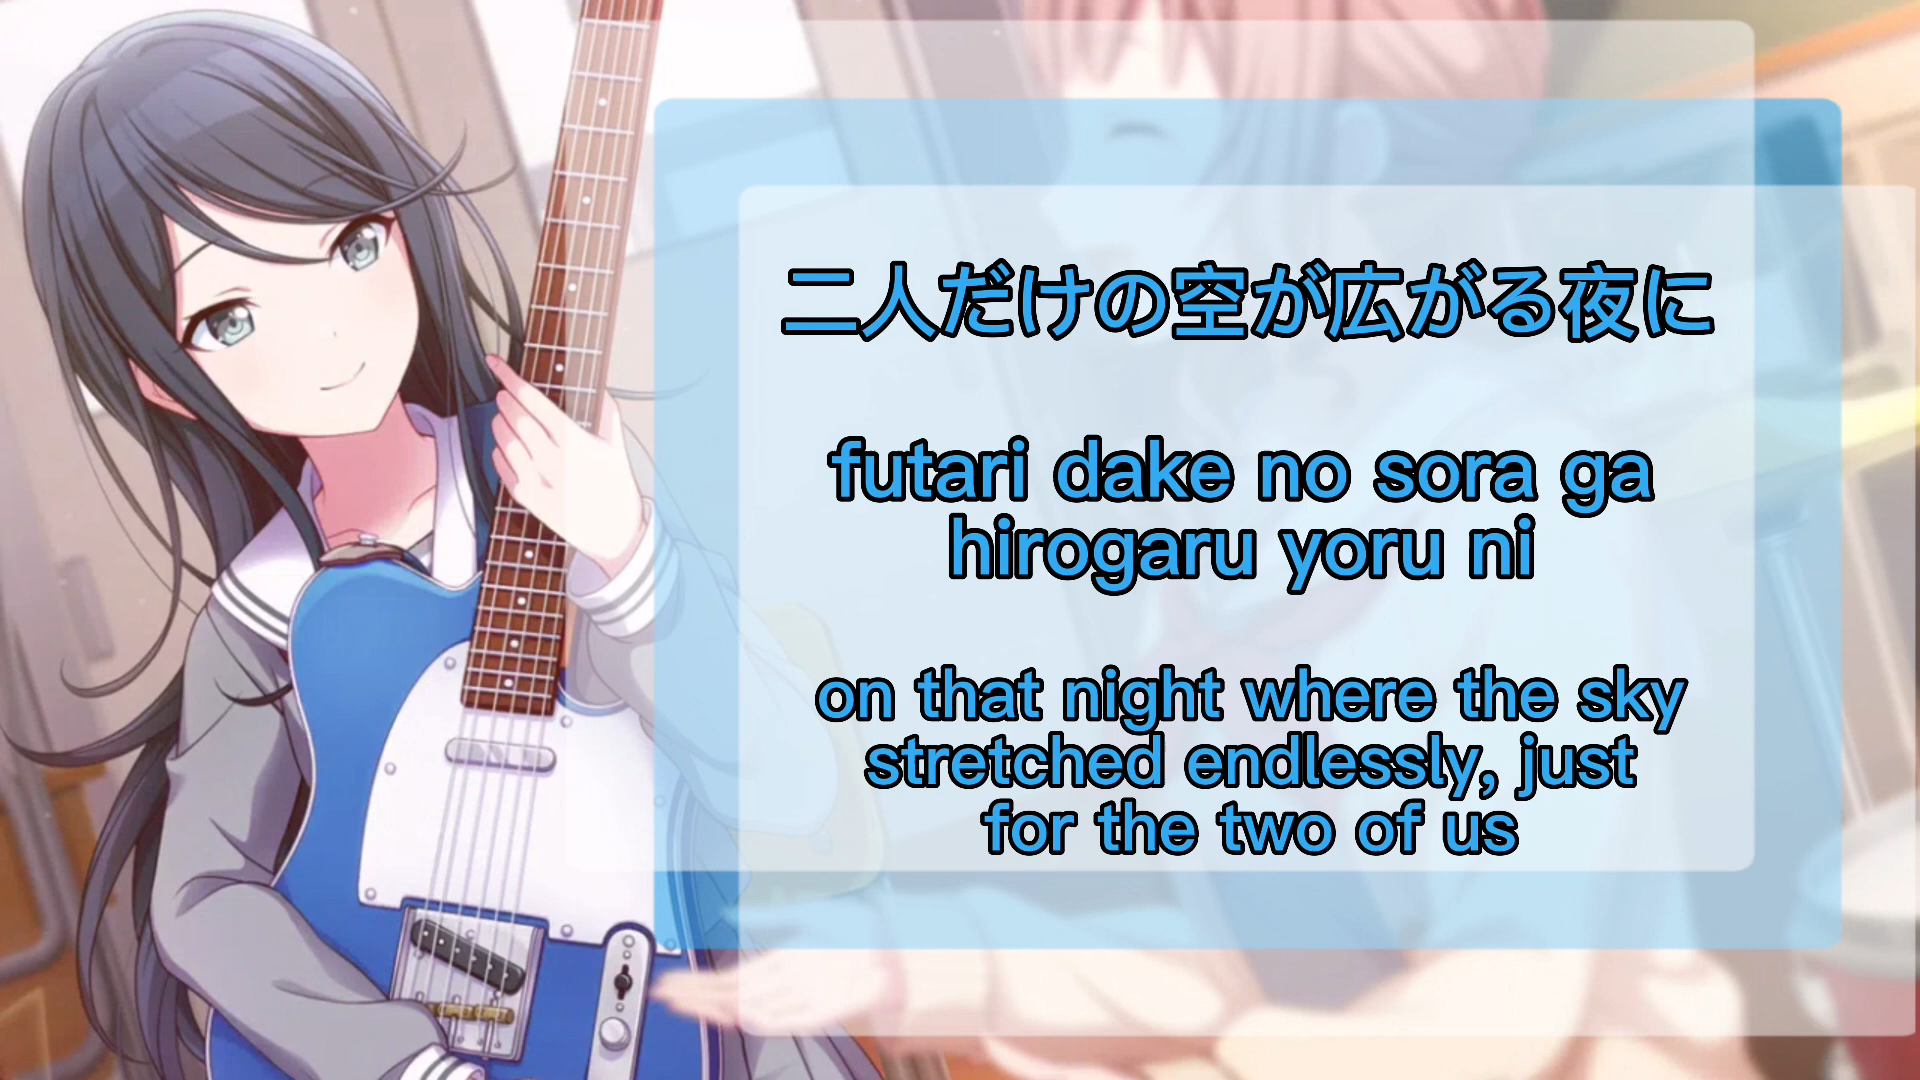 二人だけの空が広がる夜に
futari dake no sora ga
hirogaru yoru ni
on that night where the sky
stretched endlessly, just
for the two of us